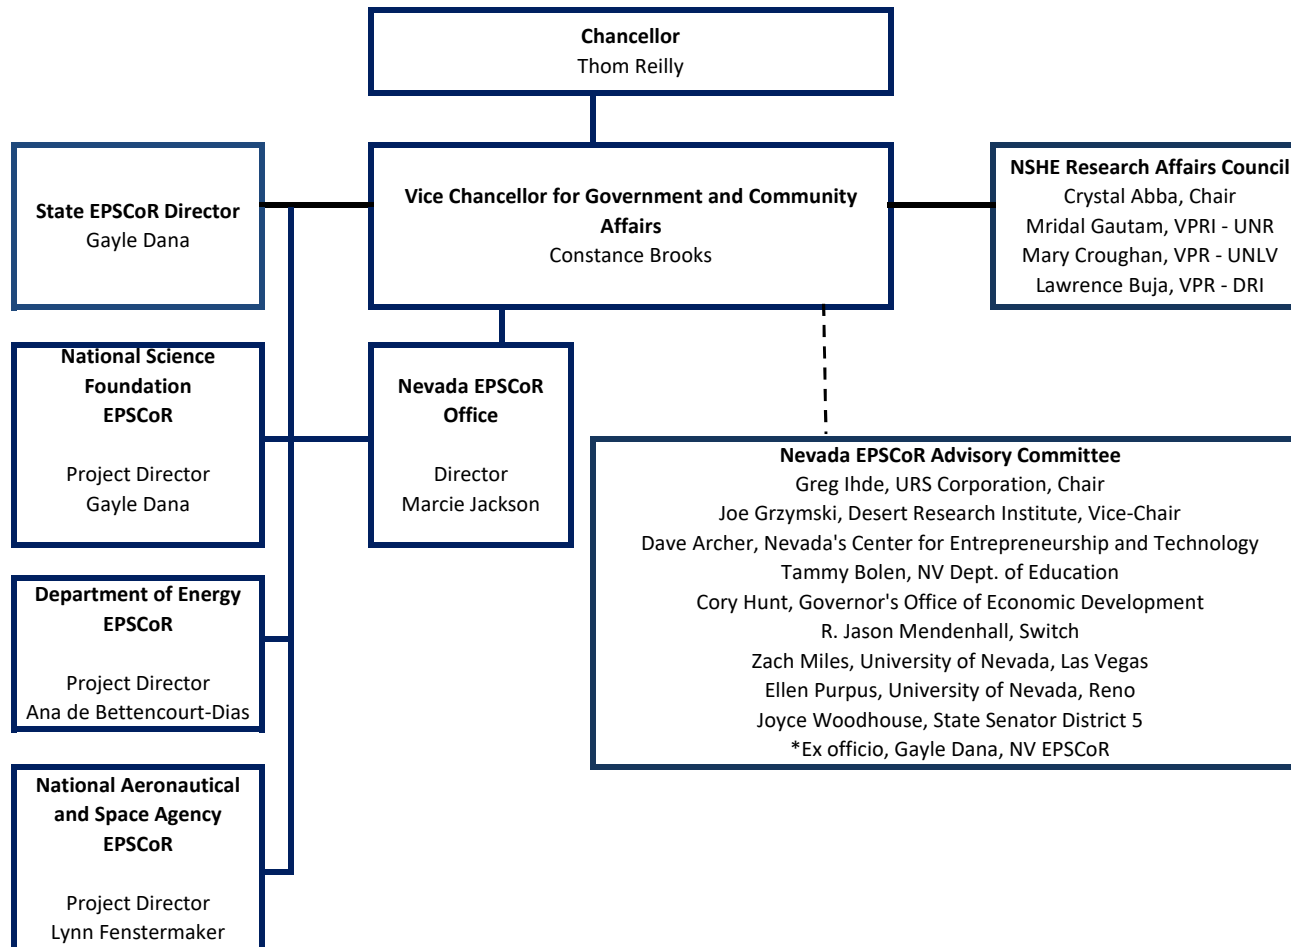 Chancellor
Thom Reilly
State EPSCoR Director
Gayle Dana
Vice Chancellor for Government and Community
Affairs
Constance Brooks
NSHE Research Affairs Council
Crystal Abba, Chair
Mridal Gautam, VPRI - UNR
Mary Croughan, VPR - UNLV
Lawrence Buja, VPR - DRI
National Science
Foundation
EPSCoR
Project Director
Gayle Dana
Nevada EPSCoR
Office
Director
Marcie Jackson
Nevada EPSCoR Advisory Committee
Greg Ihde, URS Corporation, Chair
Joe Grzymski, Desert Research Institute, Vice-Chair
Dave Archer, Nevada's Center for Entrepreneurship and Technology
Tammy Bolen, NV Dept. of Education
Cory Hunt, Governor's Office of Economic Development
R. Jason Mendenhall, Switch
Zach Miles, University of Nevada, Las Vegas
Ellen Purpus, University of Nevada, Reno
Joyce Woodhouse, State Senator District 5
*Ex officio, Gayle Dana, NV EPSCoR
Department of Energy
EPSCoR
Project Director
Ana de Bettencourt-Dias
National Aeronautical
and Space Agency
EPSCoR
Project Director
Lynn Fenstermaker